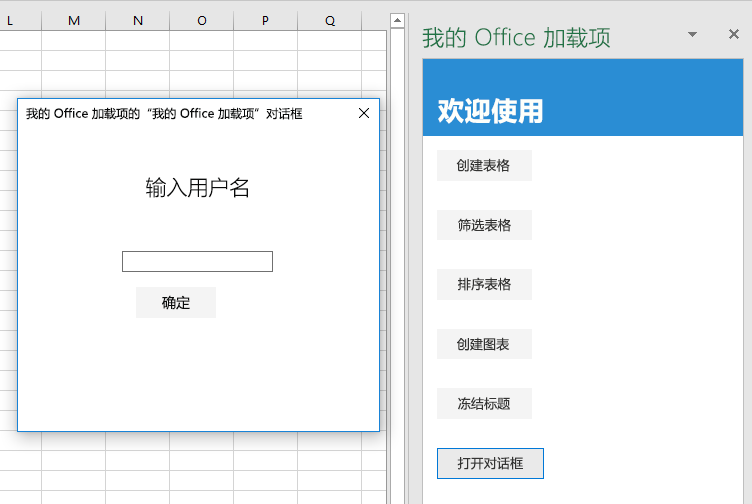 L M N O P Q
我的 Office 加载项的“我的 Office 加载项”对话框
输入用户名
确定
我的 Office 加载项
欢迎使用
创建表格
筛选表格
排序表格
创建图表
冻结标题
打开对话框